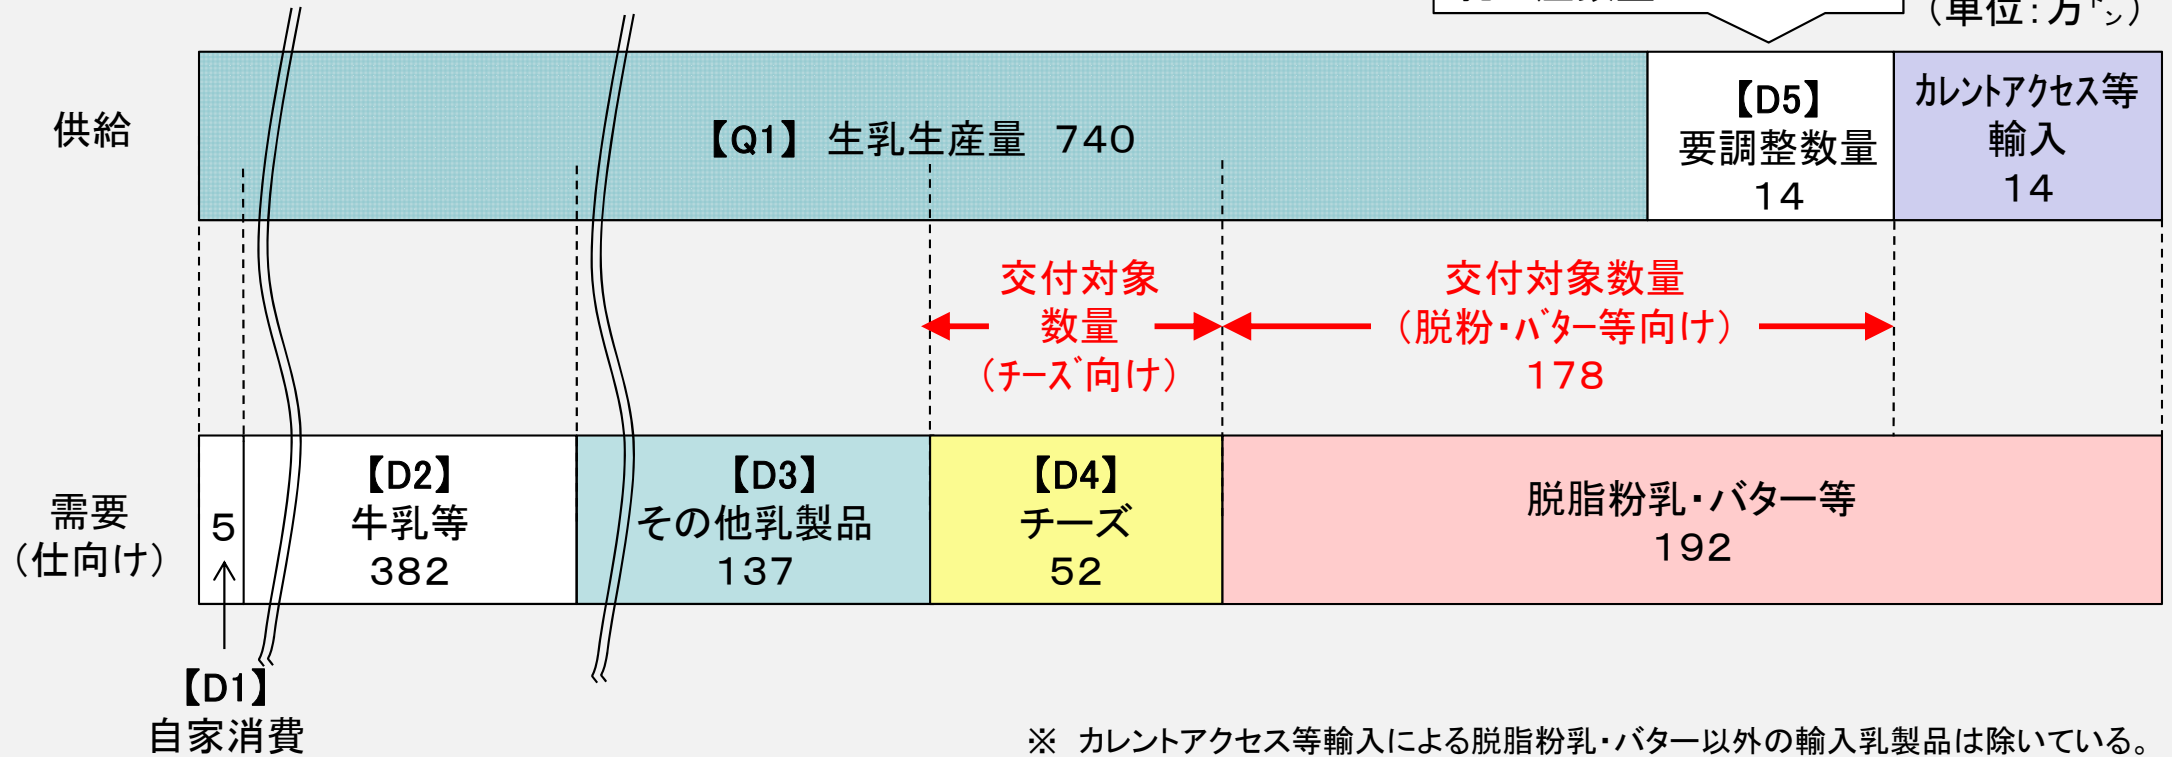 (単位:万㌧)
供給
【Q1】 生乳生産量 740
【D5】
要調整数量
14
カレントアクセス等
輸入
14
交付対象
数量
(チーズ向け)
交付対象数量
(脱粉・バター等向け)
178
需要
(仕向け)
5
【D2】
牛乳等
382
【D3】
その他乳製品
137
【D4】
チーズ
52
脱脂粉乳・バター等
192
【D1】
自家消費
※ カレントアクセス等輸入による脱脂粉乳・バター以外の輸入乳製品は除いている。